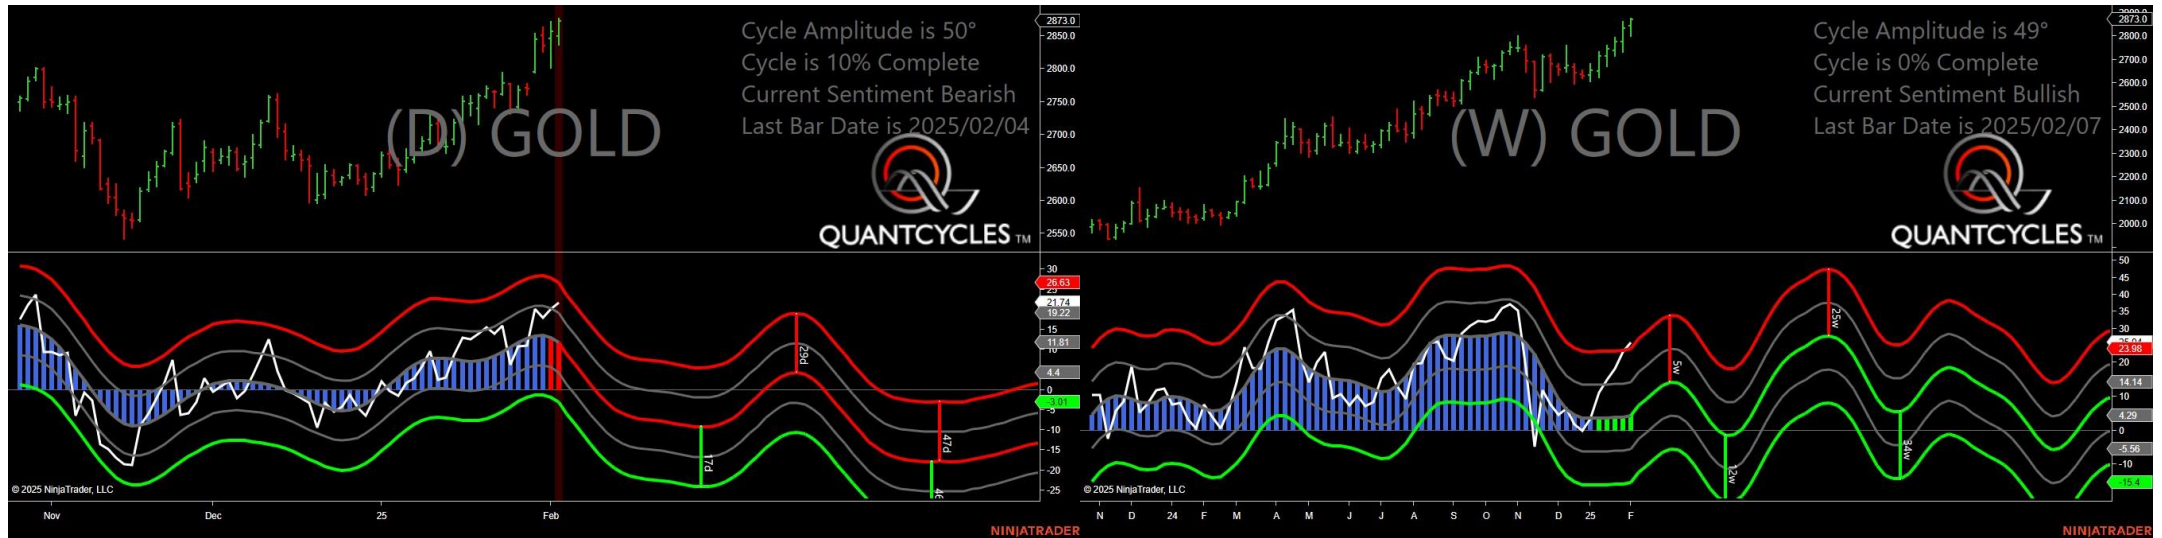 Cycle Amplitude is 50°
Cycle is 10% Complete
Current Sentiment Bearish
Last Bar Date is 2025/02/04
(D) GOLD
QUANTCYCLES TM
2873.0
2850.0
2800.0
2750.0
2700.0
2650.0
2600.0
2550.0
30
26.63
21.74
19.22
15
11.81
4.4
0
-3.01
-10
-15
-20
-25
29d
17d
47d
© 2025 NinjaTrader, LLC
Nov
Dec
25
Feb
NINJATRADER
Cycle Amplitude is 49°
Cycle is 0% Complete
Current Sentiment Bullish
Last Bar Date is 2025/02/07
(W) GOLD
QUANTCYCLES TM
2873.0
2800.0
2700.0
2600.0
2500.0
2400.0
2300.0
2200.0
2100.0
2000.0
50
45
40
35
30
23.98
20
14.14
10
4.29
0
-5.56
-10
-15.4
5w
25w
12w
34w
© 2025 NinjaTrader, LLC
N D 24 F M A M J J A S O N D 25 F
NINJATRADER